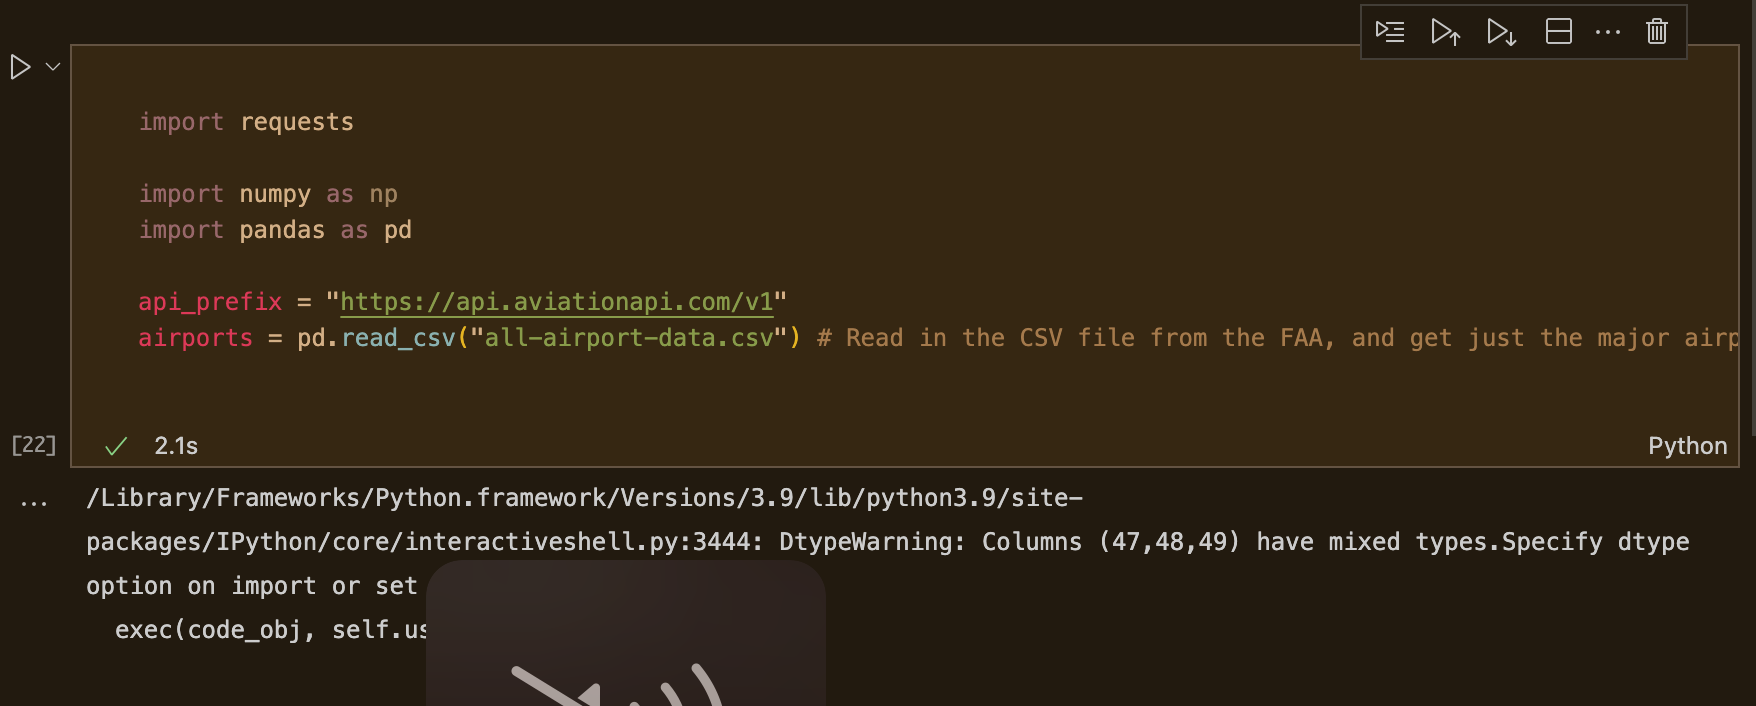 import requests
import numpy as np
import pandas as pd
api_prefix = "https://api.aviationapi.com/v1"
airports = pd.read_csv("all-airport-data.csv") # Read in the CSV file from the FAA, and get just the major airp
[22]
2.1s
Python
/Library/Frameworks/Python.framework/Versions/3.9/lib/python3.9/site-
packages/IPython/core/interactiveshell.py:3444: DtypeWarning: Columns (47,48,49) have mixed types.Specify dtype
option on import or set
exec(code_obj, self.us